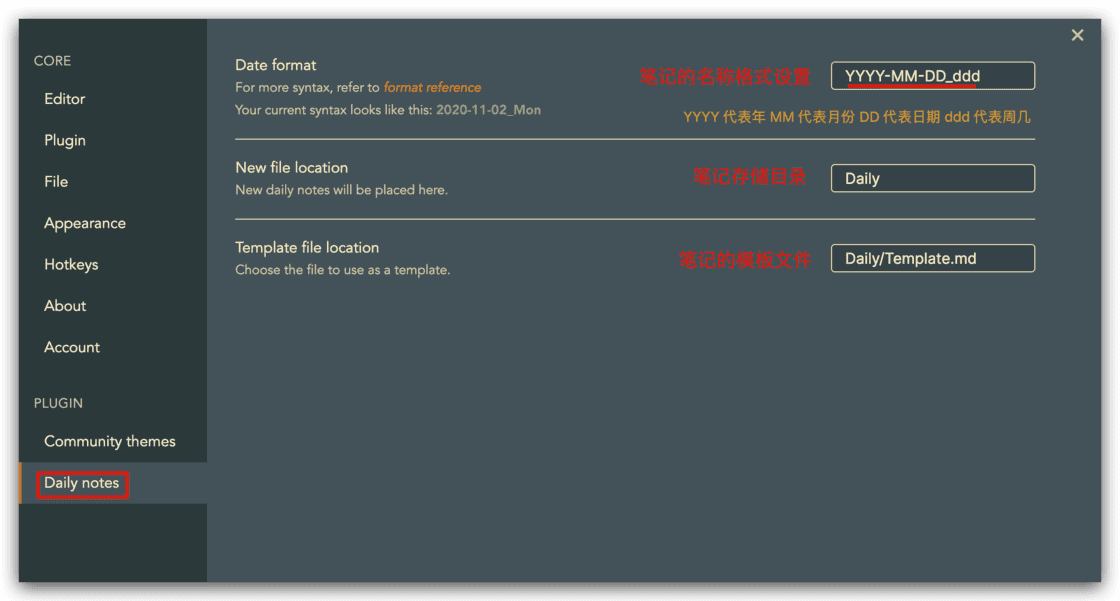 CORE
Editor
Plugin
File
Appearance
Hotkeys
About
Account
PLUGIN
Community themes
Daily notes
Date format
For more syntax, refer to format reference
Your current syntax looks like this: 2020-11-02_Mon
笔记的名称格式设置
YYYY-MM-DD_ddd
YYYY 代表年 MM 代表月份 DD 代表日期 ddd 代表周几
New file location
New daily notes will be placed here.
笔记存储目录
Daily
Template file location
Choose the file to use as a template.
笔记的模板文件
Daily/Template.md